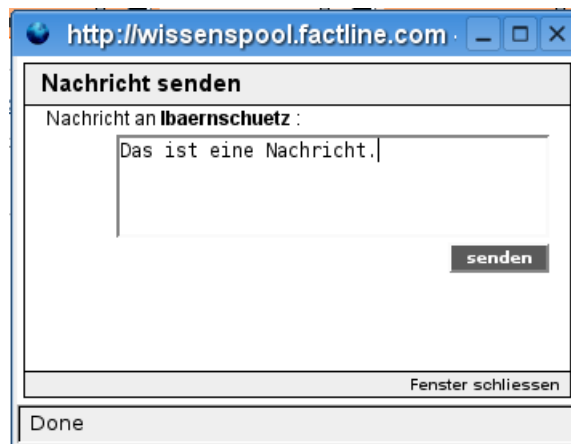 http://wissenspool.factline.com -
Nachricht senden
Nachricht an lbaernschuetz :
Das ist eine Nachricht.
senden
Fenster schliessen
Done